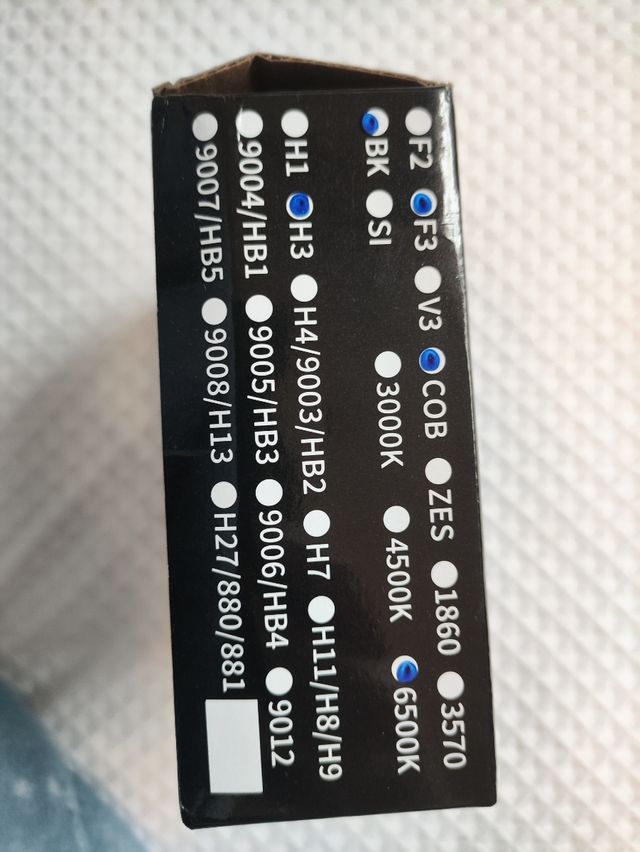 F2 F3 V3 COB ZES 1860 3570
BK SI 3000K 4500K 6500K
H1 H3 H4/9003/HB2 H7 H11/H8/H9
9004/HB1 9005/HB3 9006/HB4 9012
9007/HB5 9008/H13 H27/880/881